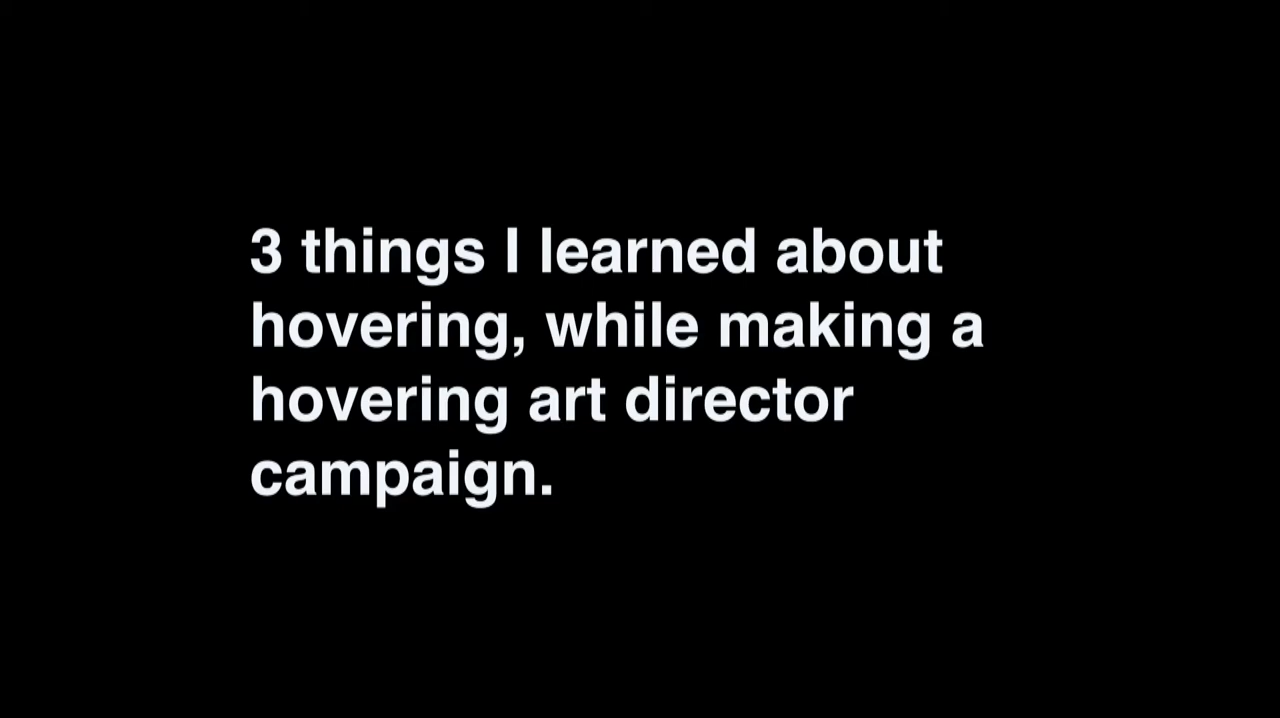 3 things I learned about
hovering, while making a
hovering art director
campaign.